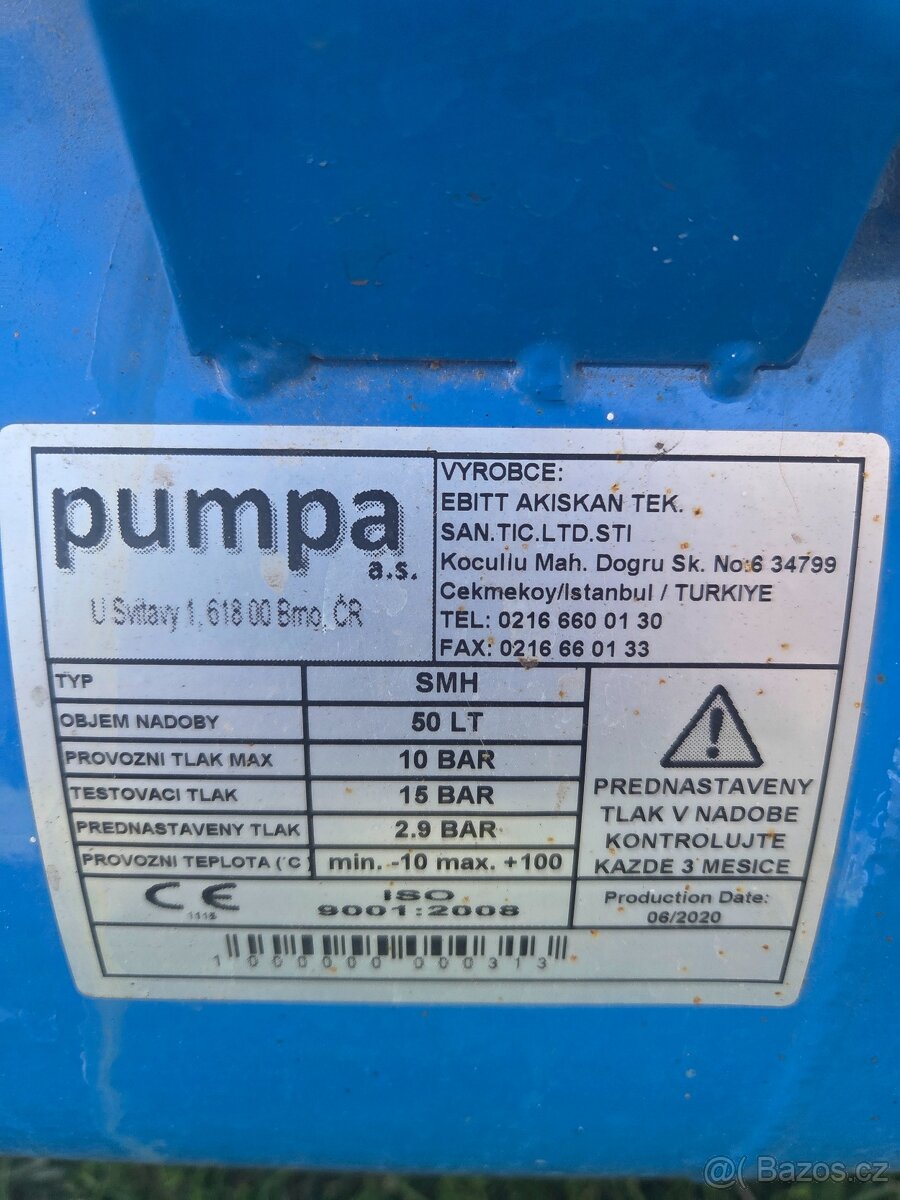 pumpa
a.s.
U Svitavy 1, 618 00 Brno, ČR
VYROBCE:
EBITT AKISKAN TEK.
SAN.TIC.LTD.STI
Koculiu Mah. Dogru Sk. No:6 34799
Cekmekoy/Istanbul / TURKIYE
TEL: 0216 660 01 30
FAX: 0216 66 01 33
TYP SMH
OBJEM NADOBY 50 LT
PROVOZNI TLAK MAX 10 BAR
TESTOVACI TLAK 15 BAR
PREDNASTAVENY TLAK 2.9 BAR
PROVOZNI TEPLOTA (°C) min. -10 max. +100
!
PREDNASTAVENY
TLAK V NADOBE
KONTROLUJTE
KAZDE 3 MESICE
CE
ISO
9001:2008
Production Date:
06/2020
1000000000313
@( Bazos.cz